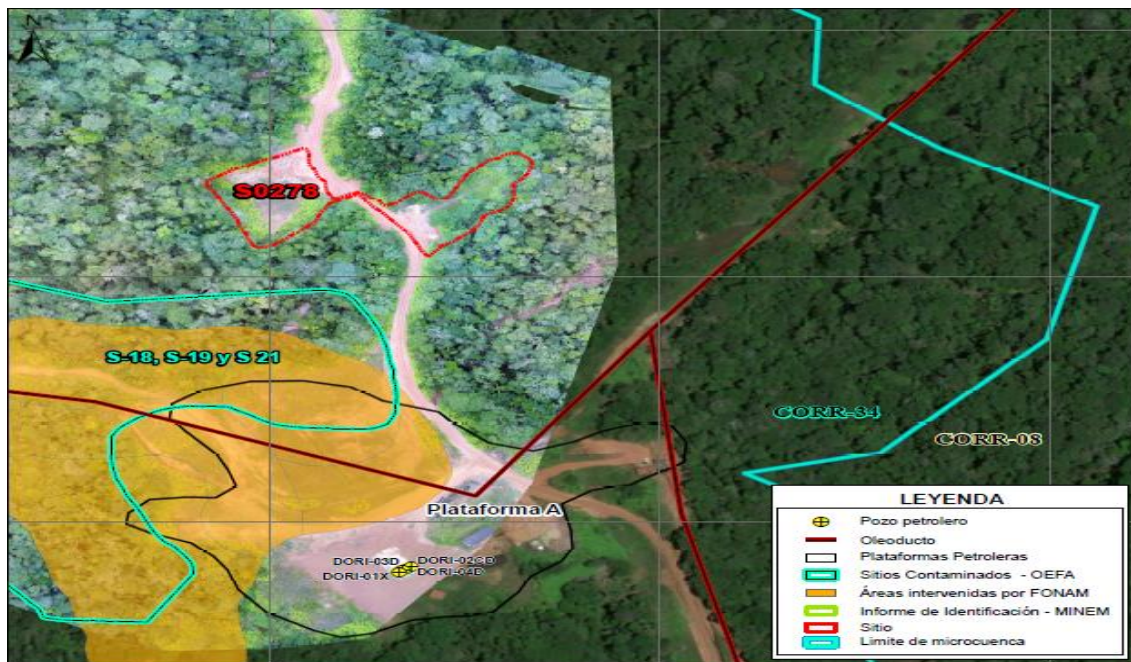 N
S0278
S-18, S-19 y S 21
CORR-34
CORR-08
Plataforma A
DORI-03D
DORI-02CD
DORI-01X
DORI-04D
LEYENDA
Pozo petrolero
Oleoducto
Plataformas Petroleras
Sitios Contaminados - OEFA
Áreas intervenidas por FONAM
Informe de Identificación - MINEM
Sitio
Limite de microcuenca